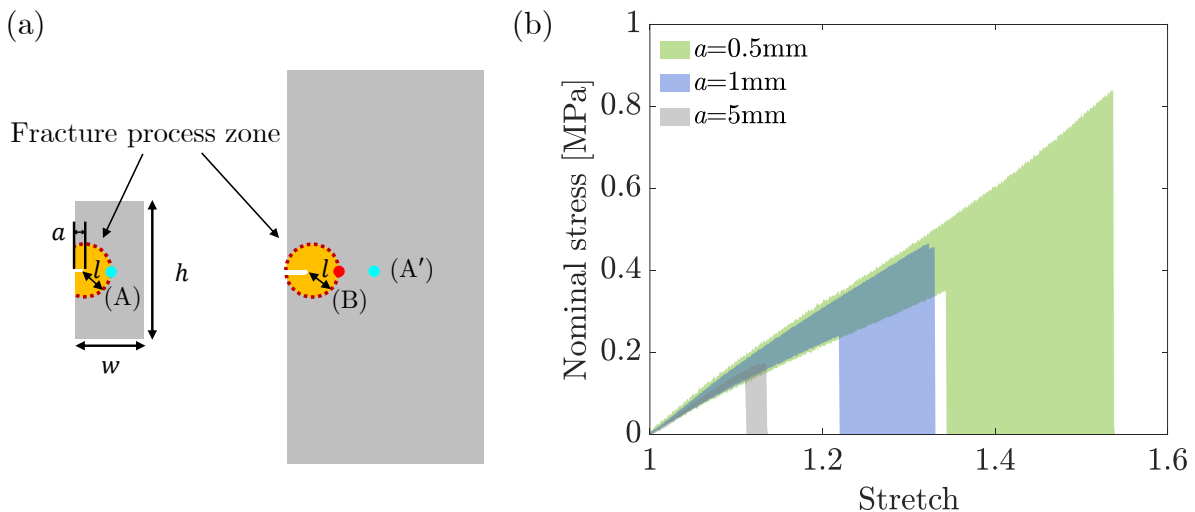 (a)
Fracture process zone
a
l
(A)
h
w
l
(B)
(A′)
(b)
Nominal stress [MPa]
1
0.8
0.6
0.4
0.2
0
a=0.5mm
a=1mm
a=5mm
1
1.2
1.4
1.6
Stretch